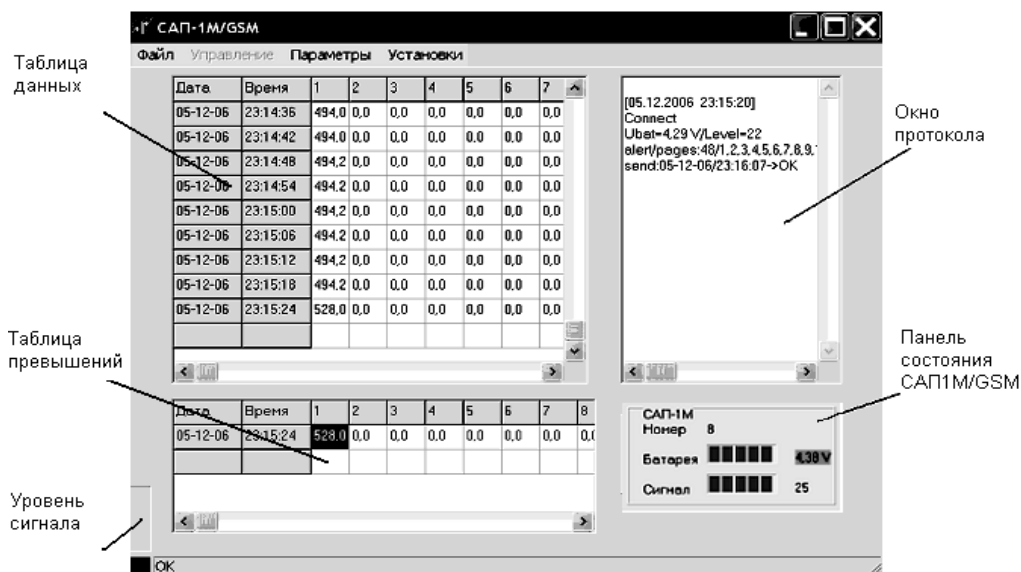 САП-1М/GSM
Файл Управление Параметры Установки
Таблица данных
Дата Время 1 2 3 4 5 6 7
05-12-06 23:14:36 494,0 0,0 0,0 0,0 0,0 0,0 0,0
05-12-06 23:14:42 494,0 0,0 0,0 0,0 0,0 0,0 0,0
05-12-06 23:14:48 494,2 0,0 0,0 0,0 0,0 0,0 0,0
05-12-06 23:14:54 494,2 0,0 0,0 0,0 0,0 0,0 0,0
05-12-06 23:15:00 494,2 0,0 0,0 0,0 0,0 0,0 0,0
05-12-06 23:15:06 494,2 0,0 0,0 0,0 0,0 0,0 0,0
05-12-06 23:15:12 494,2 0,0 0,0 0,0 0,0 0,0 0,0
05-12-06 23:15:18 494,2 0,0 0,0 0,0 0,0 0,0 0,0
05-12-06 23:15:24 528,0 0,0 0,0 0,0 0,0 0,0 0,0
[05.12.2006 23:15:20]
Connect
Ubat=4,29 V/Level=22
alert/pages:48/1,2,3,4,5,6,7,8,9,
send:05-12-06/23:16:07->OK
Окно
протокола
Таблица
превышений
Дата Время 1 2 3 4 5 6 7 8
05-12-06 23:15:24 528,0 0,0 0,0 0,0 0,0 0,0 0,0
САП-1М
Номер 8
Батарея 4,38 V
Сигнал 25
Панель
состояния
САП1М/GSM
Уровень
сигнала
OK